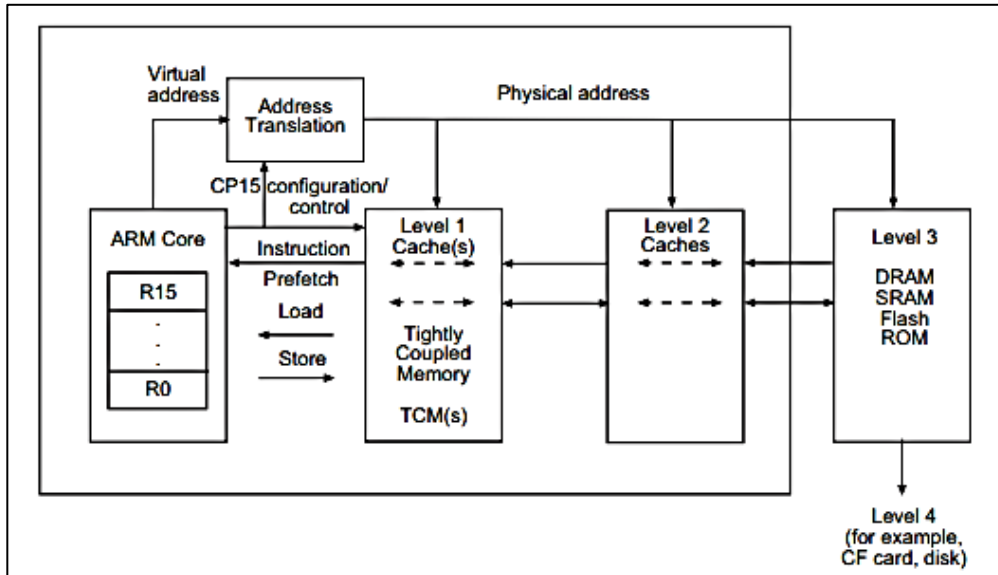 Virtual
address
Address
Translation
Physical address
CP15 configuration/
control
ARM Core
R15
.
.
.
R0
Instruction
Prefetch
Load
Store
Level 1
Cache(s)
Tightly
Coupled
Memory
TCM(s)
Level 2
Caches
Level 3
DRAM
SRAM
Flash
ROM
Level 4
(for example,
CF card, disk)